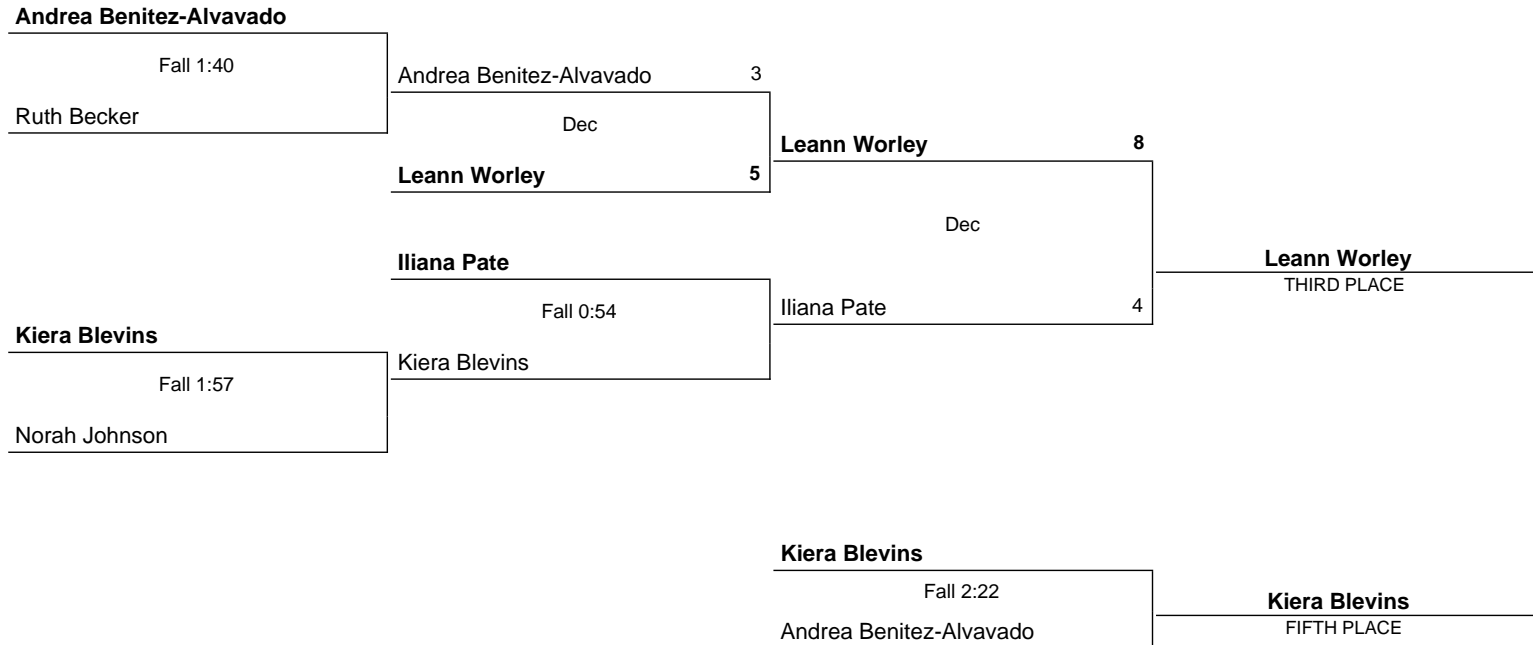 Andrea Benitez-Alvavado
Fall 1:40
Ruth Becker
Andrea Benitez-Alvavado 3
Dec
Leann Worley 5
Leann Worley 8
Dec
Iliana Pate 4
Leann Worley
THIRD PLACE
Iliana Pate
Fall 0:54
Kiera Blevins
Kiera Blevins
Fall 1:57
Norah Johnson
Kiera Blevins
Fall 2:22
Andrea Benitez-Alvavado
Kiera Blevins
FIFTH PLACE